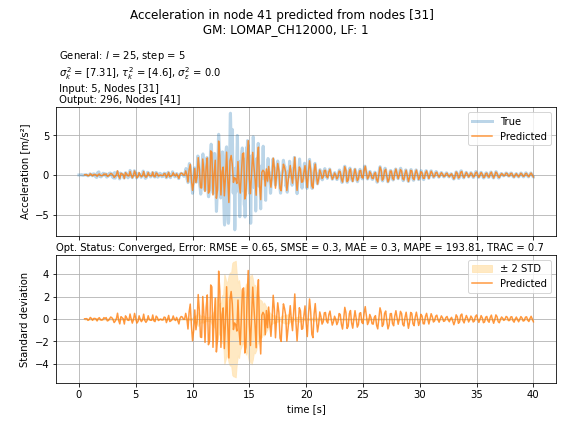 Acceleration in node 41 predicted from nodes [31]
GM: LOMAP_CH12000, LF: 1
General: l = 25, step = 5
σ²ₖ = [7.31], τ²ₖ = [4.6], σ²ε = 0.0
Input: 5, Nodes [31]
Output: 296, Nodes [41]
True
Predicted
Acceleration [m/s²]
5
0
−5
Opt. Status: Converged, Error: RMSE = 0.65, SMSE = 0.3, MAE = 0.3, MAPE = 193.81, TRAC = 0.7
± 2 STD
Predicted
Standard deviation
4
2
0
−2
−4
0 5 10 15 20 25 30 35 40
time [s]